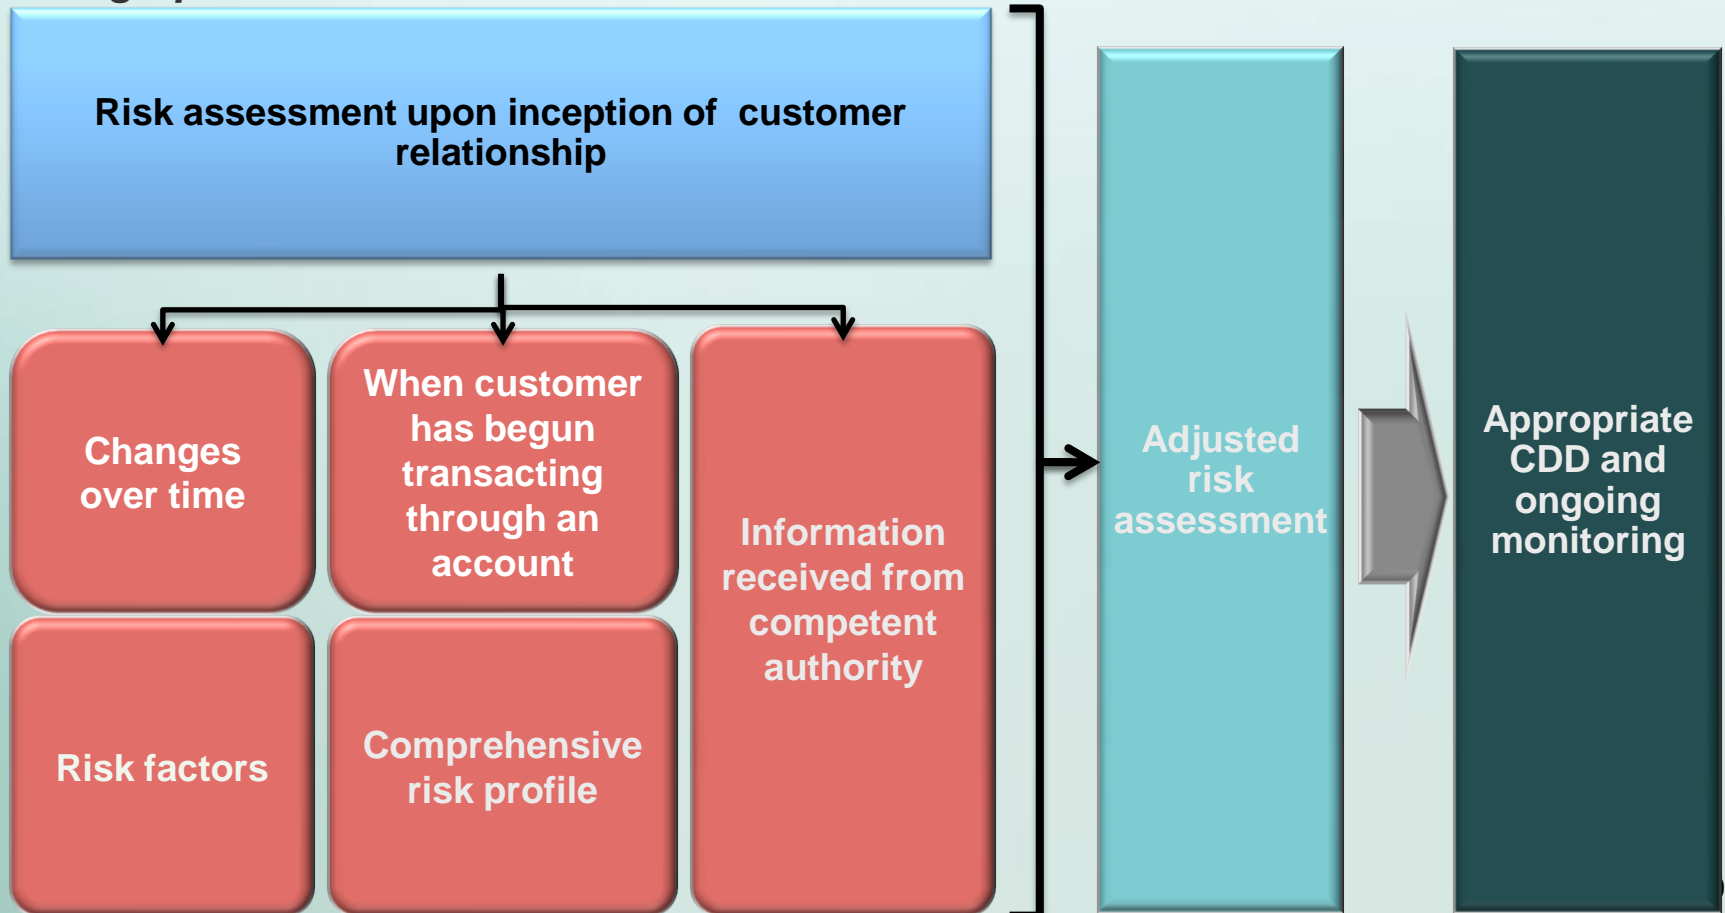 Risk assessment upon inception of customer
relationship
Changes
over time
When customer
has begun
transacting
through an
account
Information
received from
competent
authority
Risk factors
Comprehensive
risk profile
Adjusted
risk
assessment
Appropriate
CDD and
ongoing
monitoring